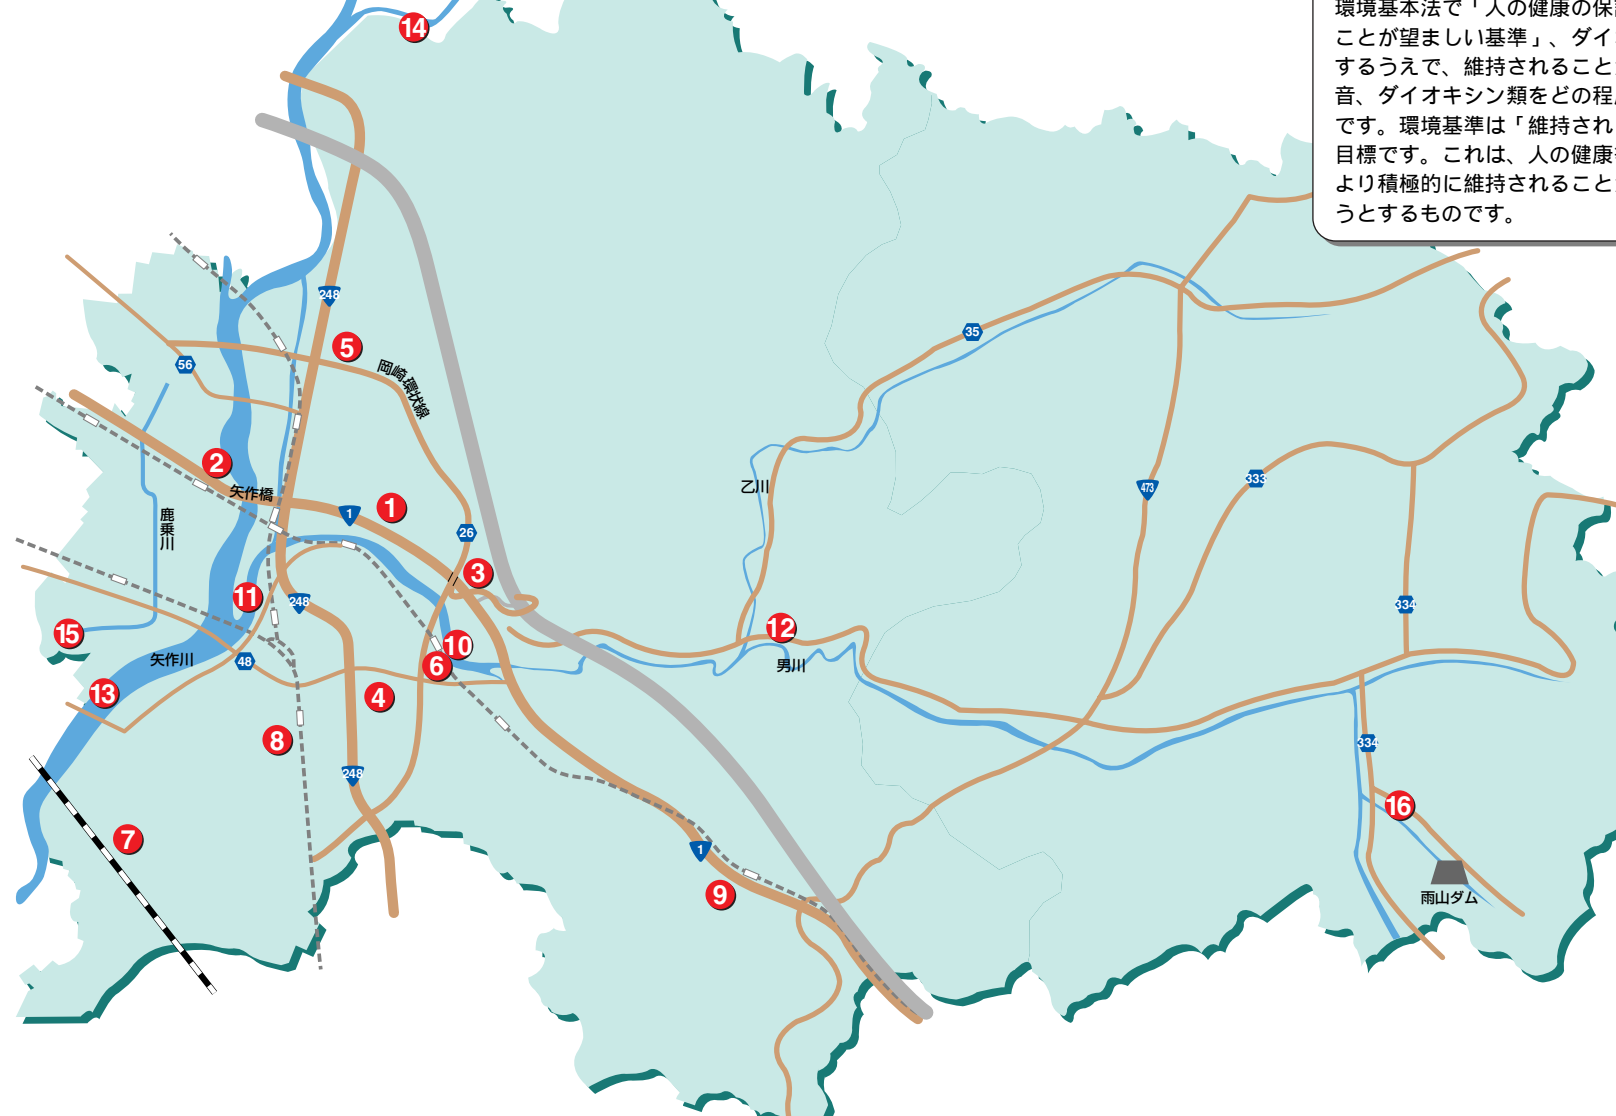 環境基本法で「人の健康の保
ことが望ましい基準」、ダイ
するうえで、維持されること
音、ダイオキシン類をどの程
です。環境基準は「維持され
目標です。これは、人の健康
より積極的に維持されること
うとするものです。
14
248
5
岡崎環状線
56
35
2
矢作橋
1
1
鹿乗川
26
乙川
473
333
3
11
248
334
15
12
10
矢作川
48
6
男川
13
4
8
334
248
16
7
1
9
雨山ダム